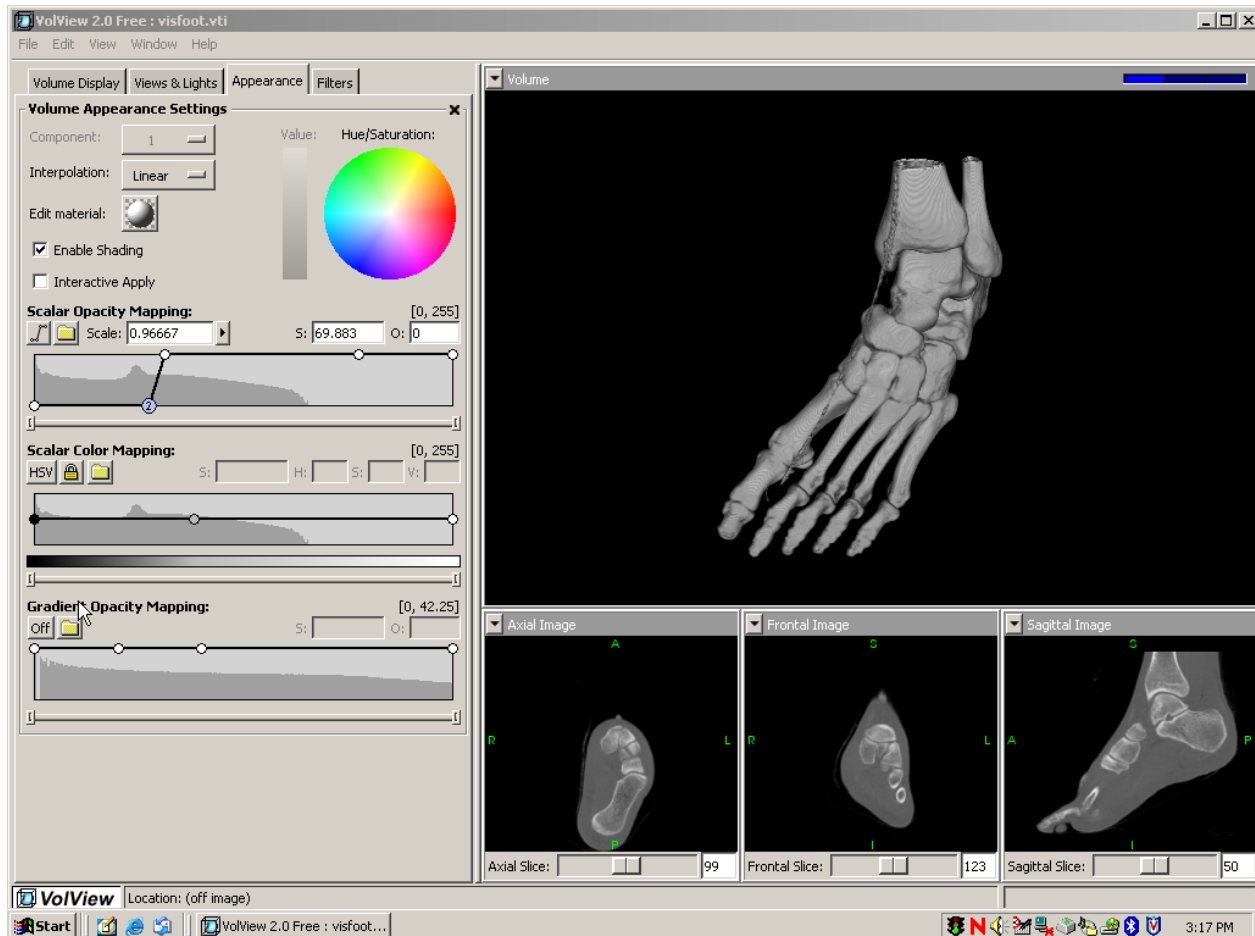 VolView 2.0 Free : visfoot.vti
File Edit View Window Help
Volume Display Views & Lights Appearance Filters
Volume Appearance Settings
Component: 1
Value: Hue/Saturation:
Interpolation: Linear
Edit material:
Enable Shading
Interactive Apply
Scalar Opacity Mapping: [0, 255]
Scale: 0.96667 S: 69.883 O: 0
2
Scalar Color Mapping: [0, 255]
HSV S: H: S: V:
Gradient Opacity Mapping: [0, 42.25]
Off S: O:
Volume
Axial Image
A
R L
P
Axial Slice: 99
Frontal Image
S
R L
I
Frontal Slice: 123
Sagittal Image
S
A P
I
Sagittal Slice: 50
VolView Location: (off image)
Start VolView 2.0 Free : visfoot... N 3:17 PM